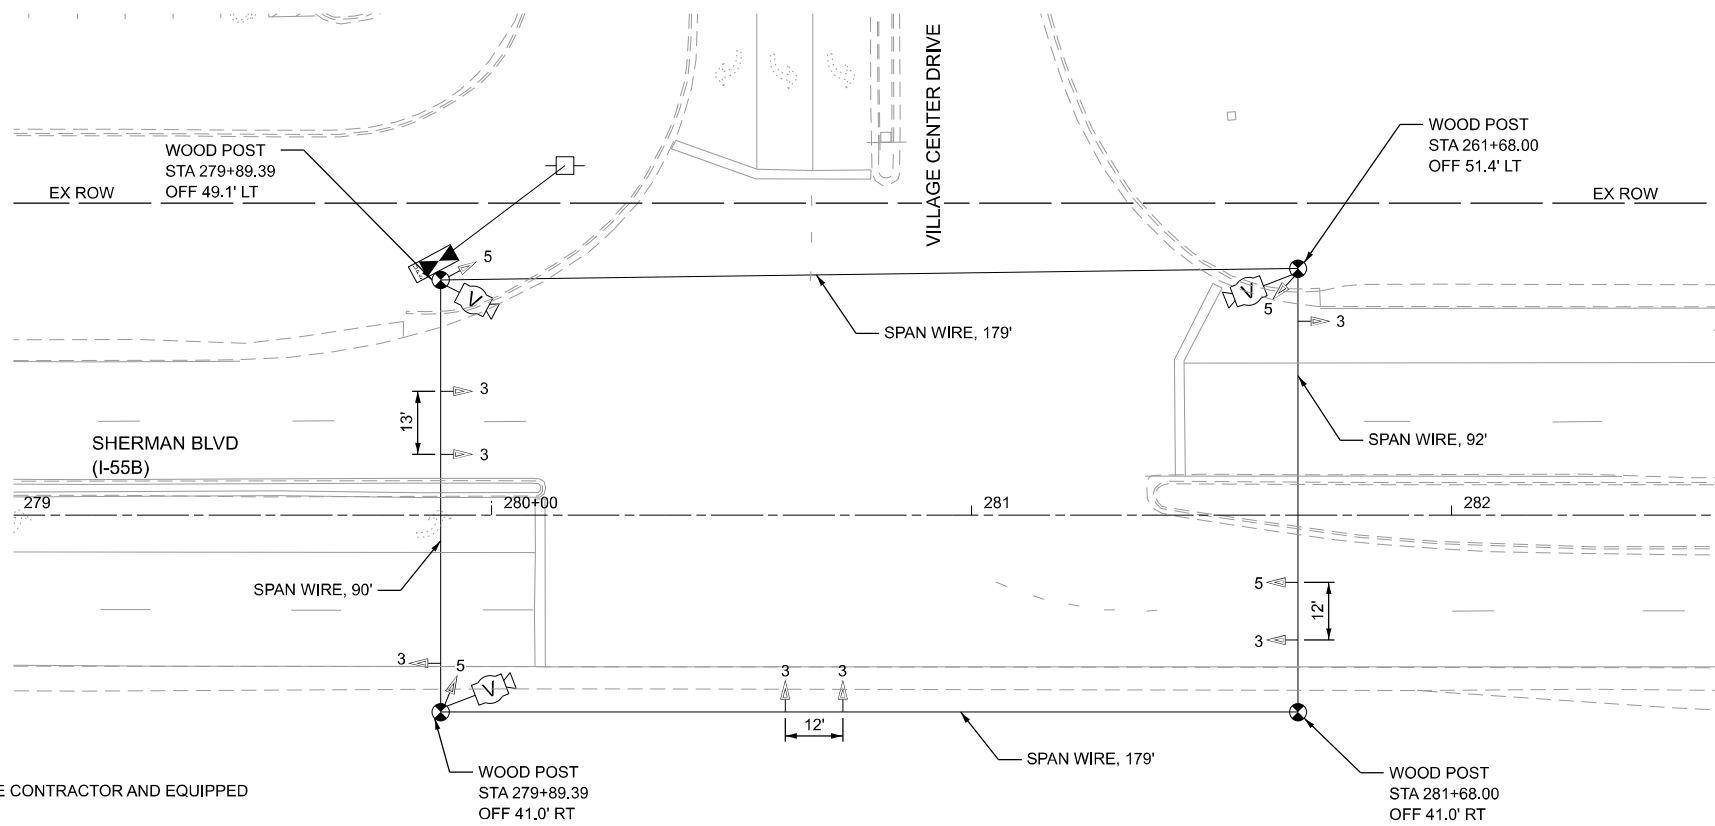 VILLAGE CENTER DRIVE
WOOD POST
STA 279+89.39
OFF 49.1' LT
WOOD POST
STA 261+68.00
OFF 51.4' LT
EX ROW
EX ROW
5
V
V
5
3
SPAN WIRE, 179'
3
13'
3
SPAN WIRE, 92'
SHERMAN BLVD
(I-55B)
279
280+00
281
282
SPAN WIRE, 90'
5
12'
3
3
5
V
3
3
12'
SPAN WIRE, 179'
WOOD POST
STA 279+89.39
OFF 41.0' RT
WOOD POST
STA 281+68.00
OFF 41.0' RT
E CONTRACTOR AND EQUIPPED